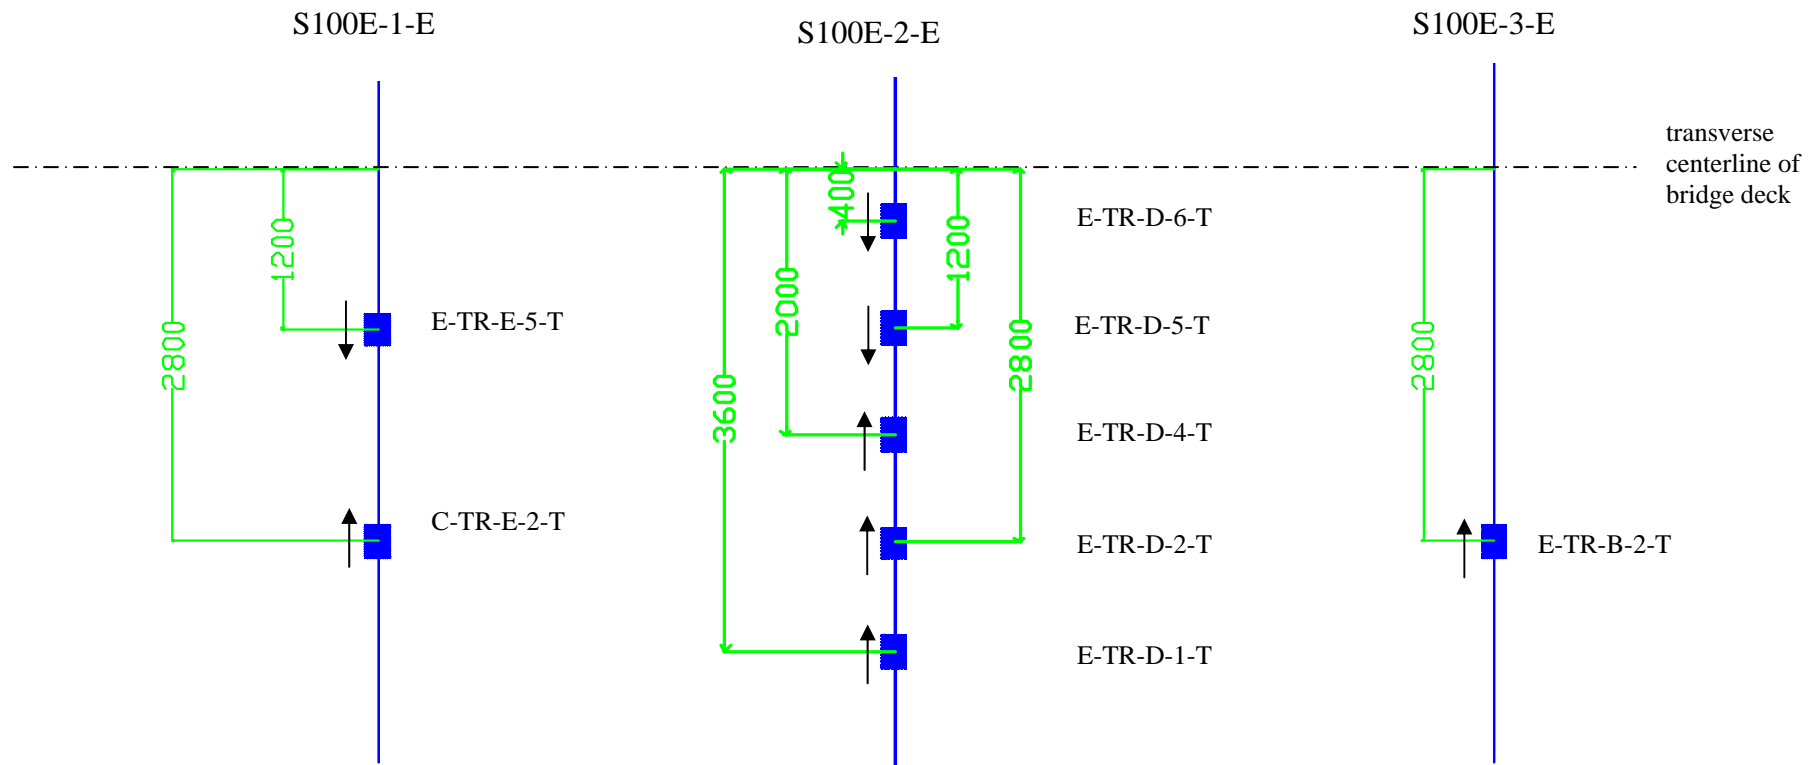 S100E-1-E
S100E-2-E
S100E-3-E
transverse
centerline of
bridge deck
400
E-TR-D-6-T
1200
1200
2000
E-TR-E-5-T
E-TR-D-5-T
2800
2800
2800
3600
E-TR-D-4-T
C-TR-E-2-T
E-TR-D-2-T
E-TR-B-2-T
E-TR-D-1-T